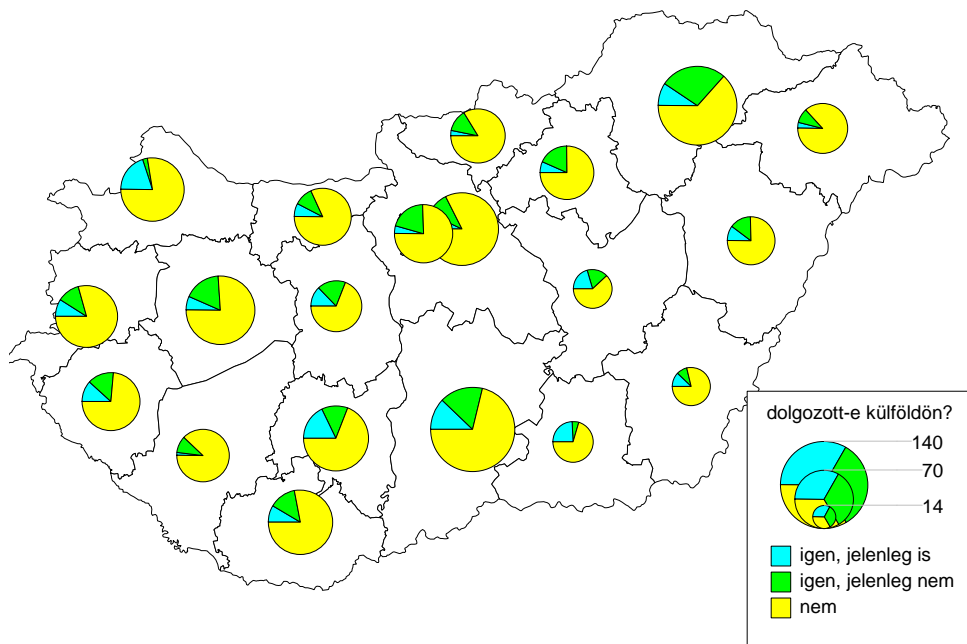 dolgozott-e külföldön?
140
70
14
igen, jelenleg is
igen, jelenleg nem
nem